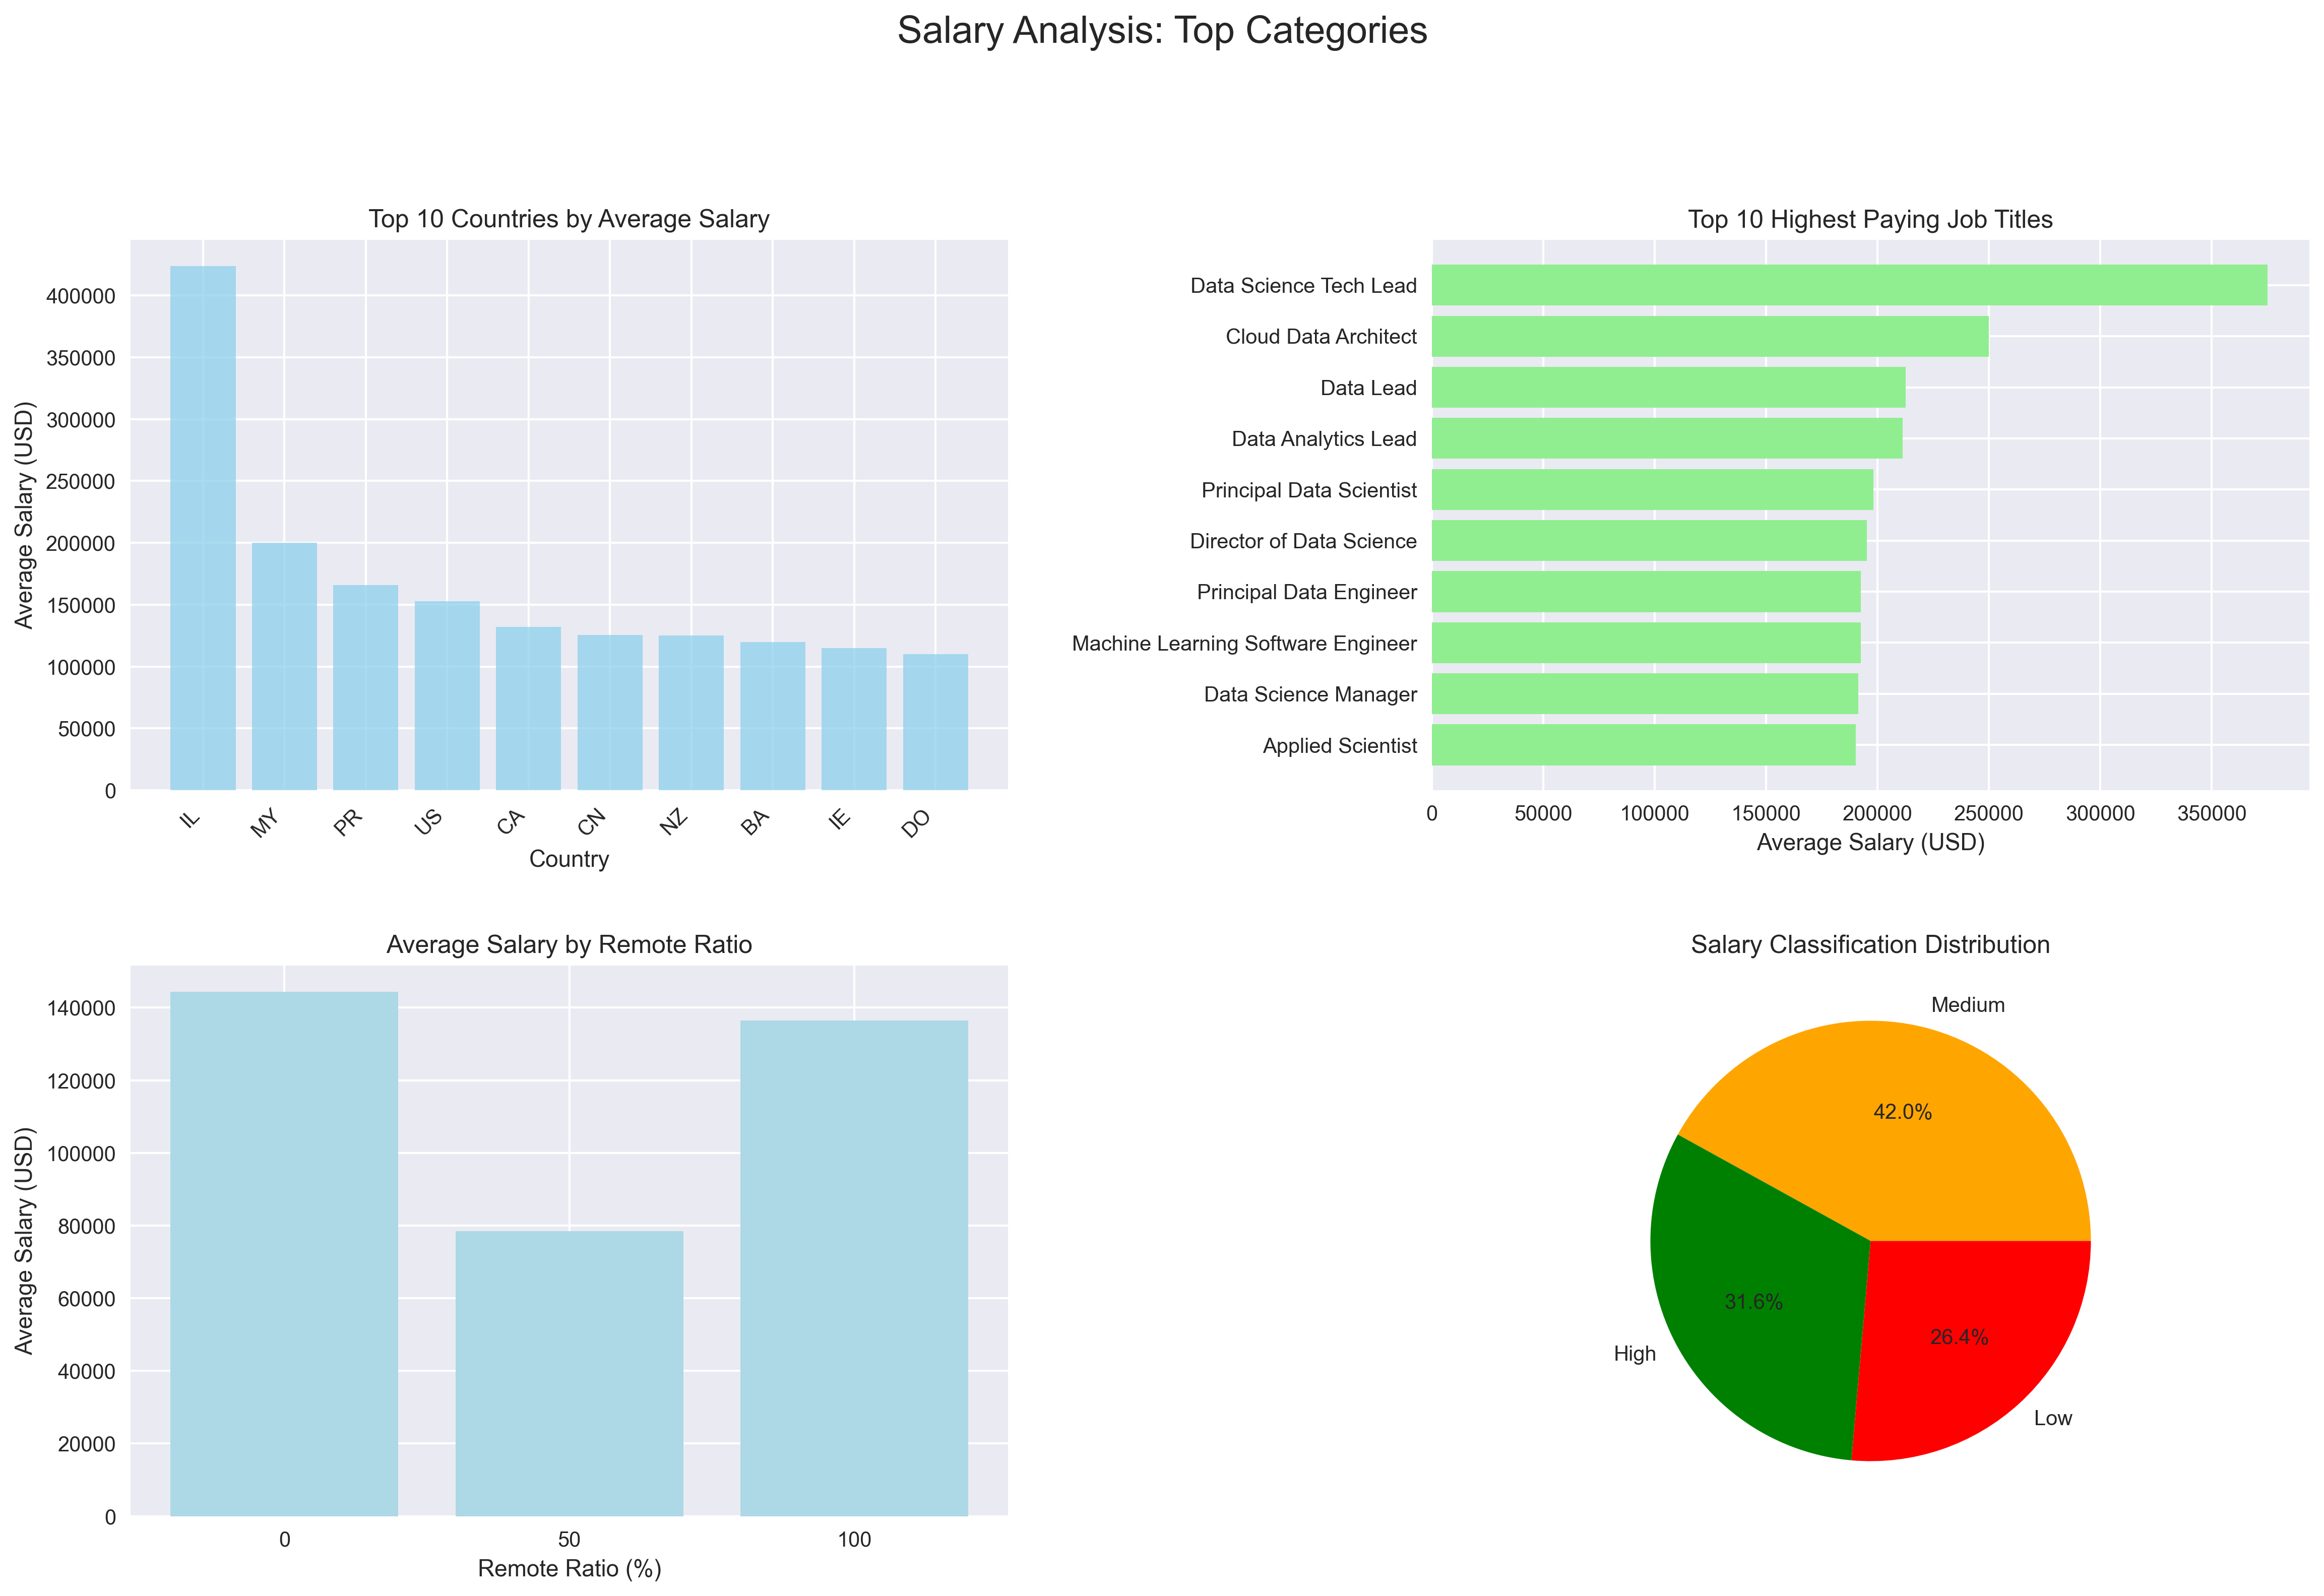 Salary Analysis: Top Categories
Top 10 Countries by Average Salary
Average Salary (USD)
400000
350000
300000
250000
200000
150000
100000
50000
0
IL
MY
PR
US
CA
CN
NZ
BA
IE
DO
Country
Top 10 Highest Paying Job Titles
Data Science Tech Lead
Cloud Data Architect
Data Lead
Data Analytics Lead
Principal Data Scientist
Director of Data Science
Principal Data Engineer
Machine Learning Software Engineer
Data Science Manager
Applied Scientist
0
50000
100000
150000
200000
250000
300000
350000
Average Salary (USD)
Average Salary by Remote Ratio
Average Salary (USD)
140000
120000
100000
80000
60000
40000
20000
0
0
50
100
Remote Ratio (%)
Salary Classification Distribution
Medium
42.0%
31.6%
High
26.4%
Low